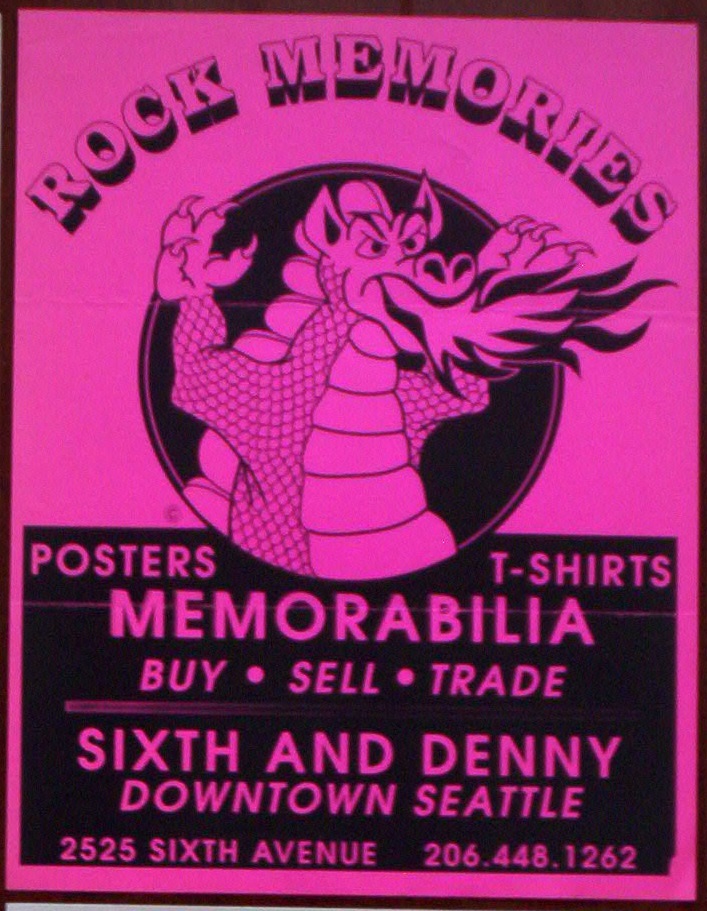 ROCK MEMORIES
©
POSTERS T-SHIRTS
MEMORABILIA
BUY • SELL • TRADE
SIXTH AND DENNY
DOWNTOWN SEATTLE
2525 SIXTH AVENUE 206.448.1262